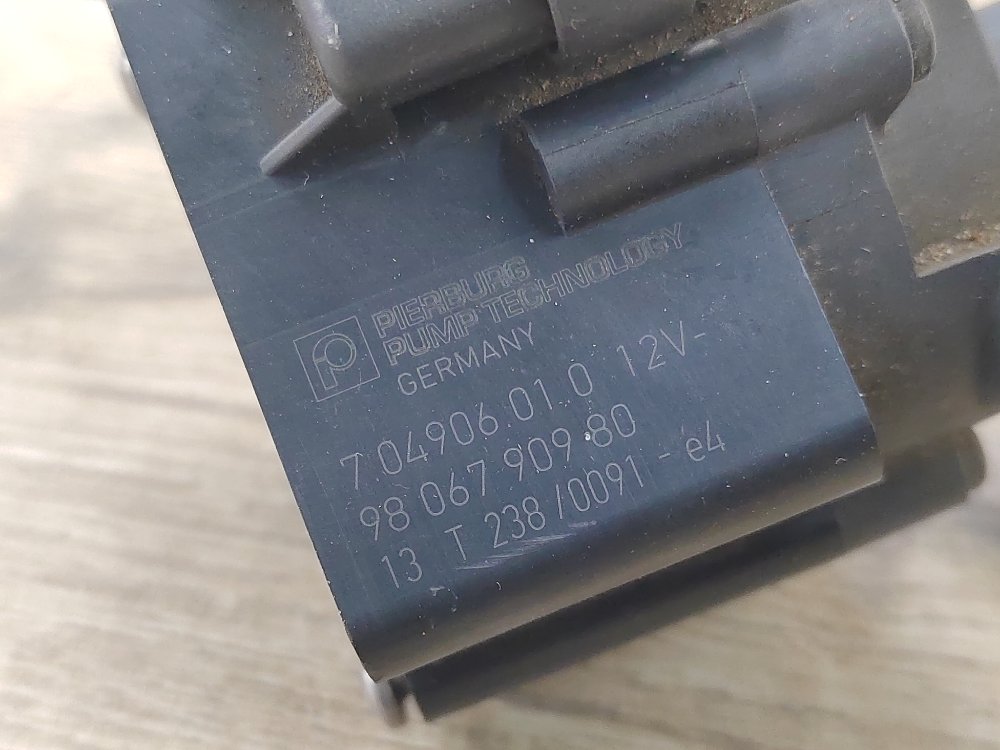 PIERBURG
PUMP TECHNOLOGY
GERMANY
7.04906.01.0 12V-
98 067 909 80
13 T 238/0091 - e4